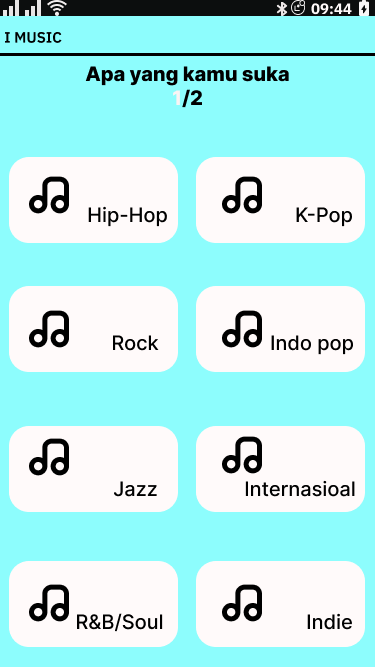 09:44
I MUSIC
Apa yang kamu suka
1/2
Hip-Hop
K-Pop
Rock
Indo pop
Jazz
Internasioal
R&B/Soul
Indie